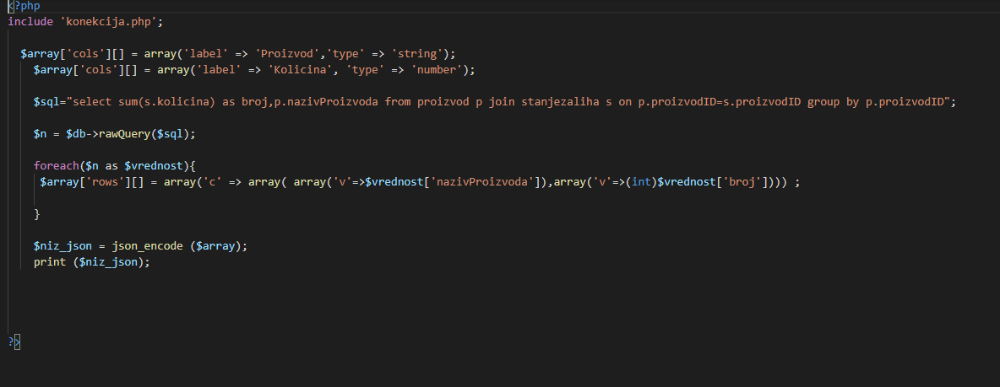 <?php
include 'konekcija.php';
$array['cols'][] = array('label' => 'Proizvod','type' => 'string');
$array['cols'][] = array('label' => 'Kolicina', 'type' => 'number');
$sql="select sum(s.kolicina) as broj,p.nazivProizvoda from proizvod p join stanjezaliha s on p.proizvodID=s.proizvodID group by p.proizvodID";
$n = $db->rawQuery($sql);
foreach($n as $vrednost){
$array['rows'][] = array('c' => array( array('v'=>$vrednost['nazivProizvoda']),array('v'=>(int)$vrednost['broj']))) ;
}
$niz_json = json_encode ($array);
print ($niz_json);
?>